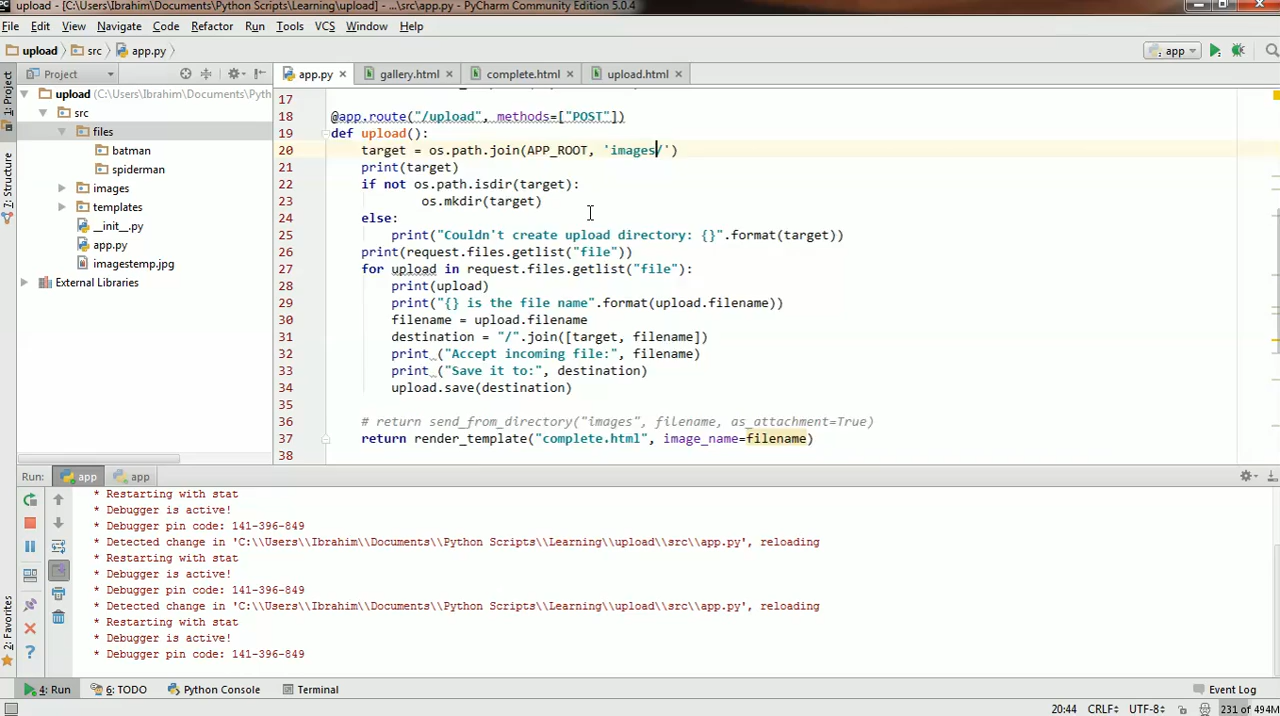 upload - [C:\Users\Ibrahim\Documents\Python Scripts\Learning\upload] - ...\src\app.py - PyCharm Community Edition 5.0.4
File Edit View Navigate Code Refactor Run Tools VCS Window Help
upload src app.py app
Project app.py gallery.html complete.html upload.html
1: Project
7: Structure
2: Favorites
upload (C:\Users\Ibrahim\Documents\Pyth
src
files
batman
spiderman
images
templates
__init__.py
app.py
imagestemp.jpg
External Libraries
17
18 @app.route("/upload", methods=["POST"])
19 def upload():
20 target = os.path.join(APP_ROOT, 'images/')
21 print(target)
22 if not os.path.isdir(target):
23 os.mkdir(target)
24 else:
25 print("Couldn't create upload directory: {}".format(target))
26 print(request.files.getlist("file"))
27 for upload in request.files.getlist("file"):
28 print(upload)
29 print("{} is the file name".format(upload.filename))
30 filename = upload.filename
31 destination = "/".join([target, filename])
32 print ("Accept incoming file:", filename)
33 print ("Save it to:", destination)
34 upload.save(destination)
35
36 # return send_from_directory("images", filename, as_attachment=True)
37 return render_template("complete.html", image_name=filename)
38
Run: app app
* Restarting with stat
* Debugger is active!
* Debugger pin code: 141-396-849
* Detected change in 'C:\\Users\\Ibrahim\\Documents\\Python Scripts\\Learning\\upload\\src\\app.py', reloading
* Restarting with stat
* Debugger is active!
* Debugger pin code: 141-396-849
* Detected change in 'C:\\Users\\Ibrahim\\Documents\\Python Scripts\\Learning\\upload\\src\\app.py', reloading
* Restarting with stat
* Debugger is active!
* Debugger pin code: 141-396-849
4: Run 6: TODO Python Console Terminal Event Log
20:44 CRLF÷ UTF-8÷ 231 of 494M